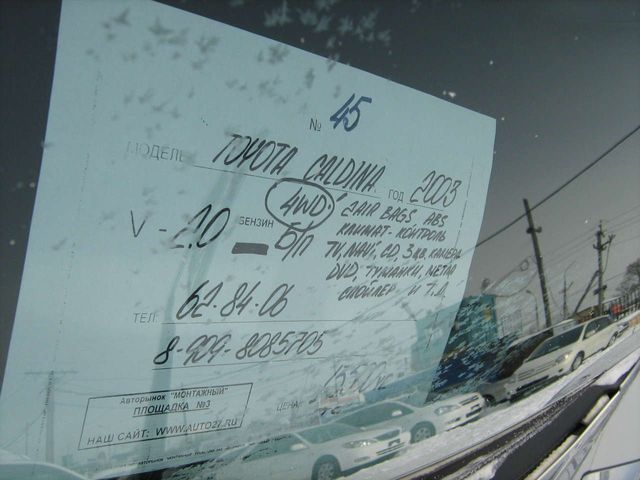 № 45
МОДЕЛЬ TOYOTA CALDINA ГОД 2003
V - 2.0 БЕНЗИН 4WD Б/П
2 AIR BAGS ABS
КЛИМАТ-КОНТРОЛЬ
TV, NAVI, CD, 3 ЦВ. КАМЕРЫ
DVD, ТУМАНКИ, МЕТАЛ
СПОЙЛЕР И Т.Д.
ТЕЛ: 62-84-06
8-909-8085705
ЦЕНА
Авторынок "МОНТАЖНЫЙ"
ПЛОЩАДКА №3
НАШ САЙТ: WWW.AUTO27.RU